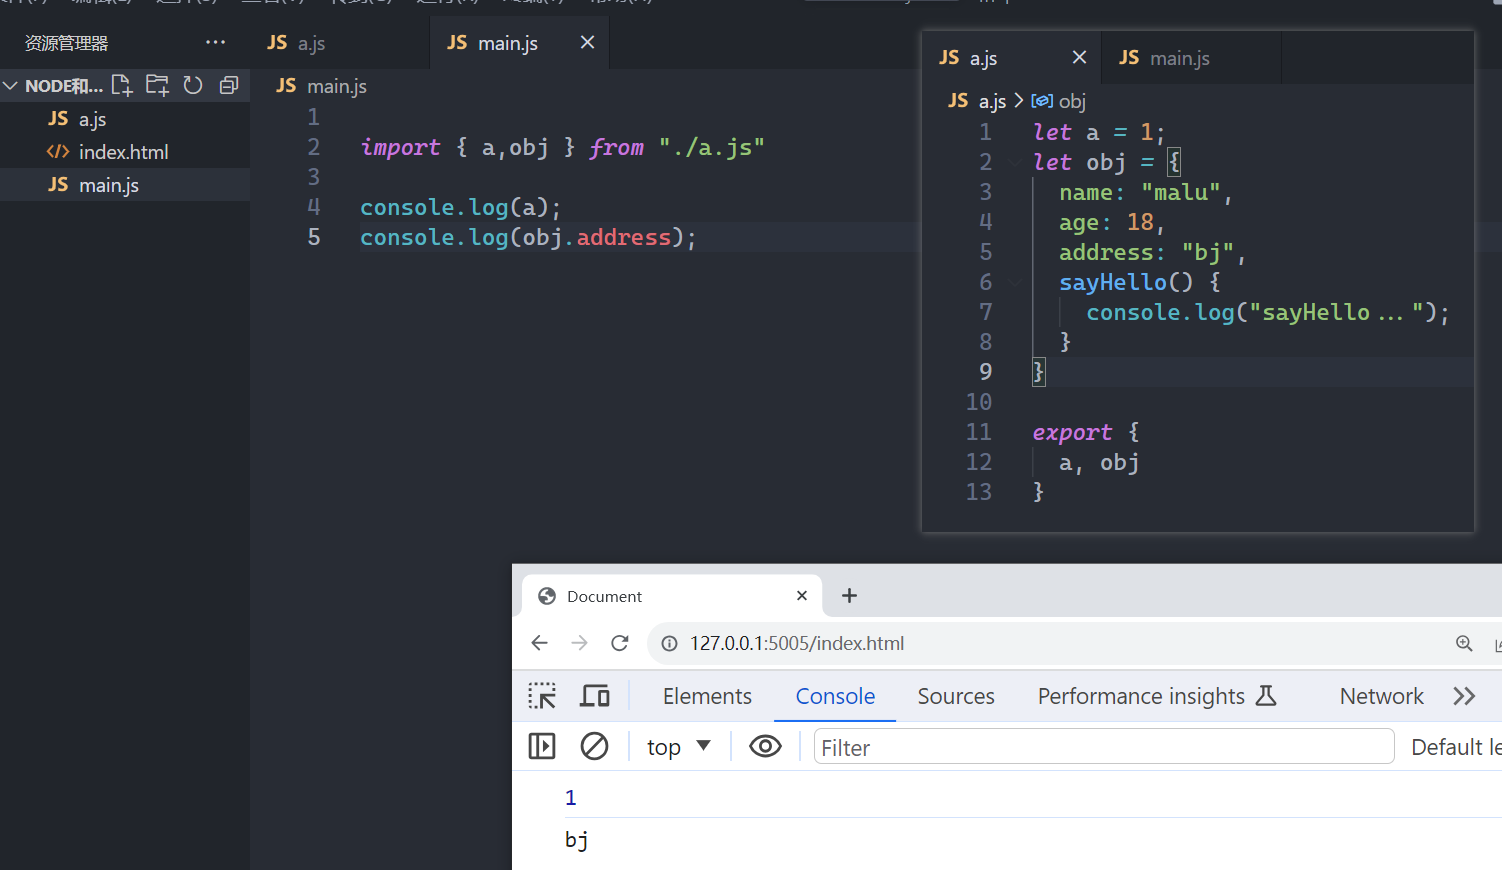 资源管理器
NODE和...
a.js
index.html
main.js
JS a.js
JS main.js
JS main.js
1
2 import { a,obj } from "./a.js"
3
4 console.log(a);
5 console.log(obj.address);
JS a.js
JS main.js
JS a.js > obj
1 let a = 1;
2 let obj = {
3 name: "malu",
4 age: 18,
5 address: "bj",
6 sayHello() {
7 console.log("sayHello...");
8 }
9 }
10
11 export {
12 a, obj
13 }
Document
127.0.0.1:5005/index.html
Elements Console Sources Performance insights Network
top Filter Default le
1
bj